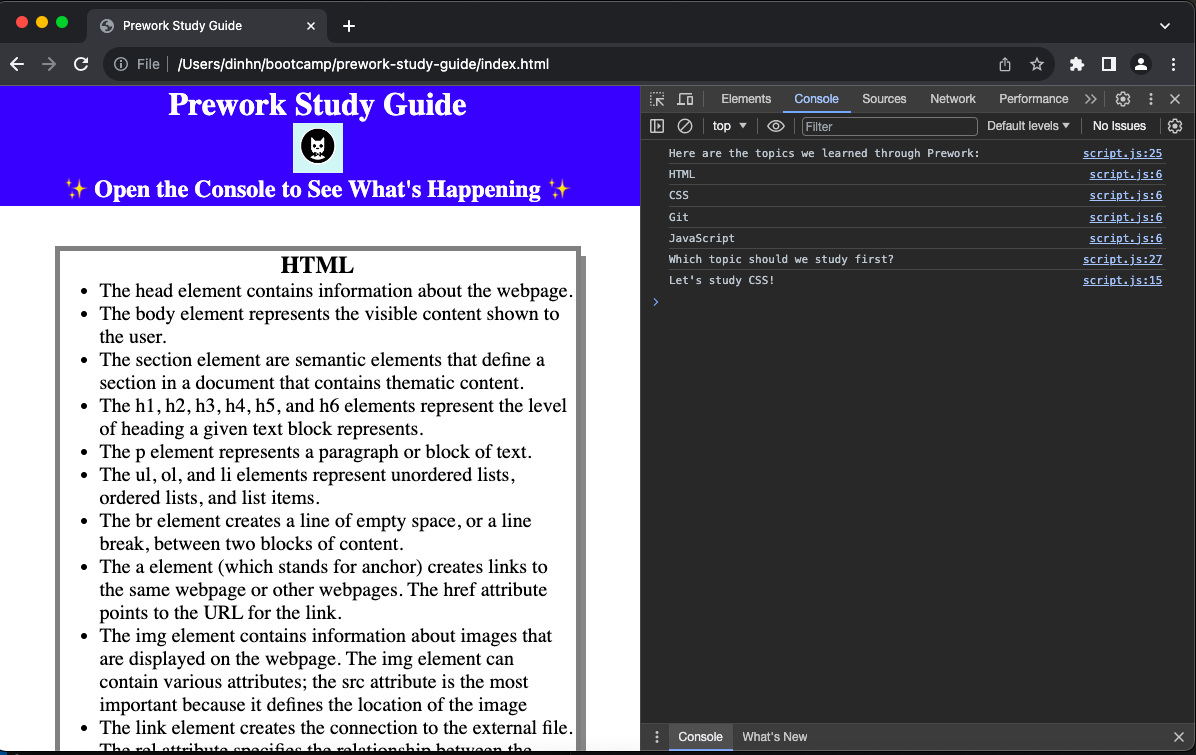 Prework Study Guide
File /Users/dinhn/bootcamp/prework-study-guide/index.html
Prework Study Guide
✨ Open the Console to See What's Happening ✨
HTML
• The head element contains information about the webpage.
• The body element represents the visible content shown to
the user.
• The section element are semantic elements that define a
section in a document that contains thematic content.
• The h1, h2, h3, h4, h5, and h6 elements represent the level
of heading a given text block represents.
• The p element represents a paragraph or block of text.
• The ul, ol, and li elements represent unordered lists,
ordered lists, and list items.
• The br element creates a line of empty space, or a line
break, between two blocks of content.
• The a element (which stands for anchor) creates links to
the same webpage or other webpages. The href attribute
points to the URL for the link.
• The img element contains information about images that
are displayed on the webpage. The img element can
contain various attributes; the src attribute is the most
important because it defines the location of the image
• The link element creates the connection to the external file.
The rel attribute specifies the relationship between the
Elements Console Sources Network Performance
top Filter Default levels No Issues
Here are the topics we learned through Prework: script.js:25
HTML script.js:6
CSS script.js:6
Git script.js:6
JavaScript script.js:6
Which topic should we study first? script.js:27
Let's study CSS! script.js:15
Console What's New